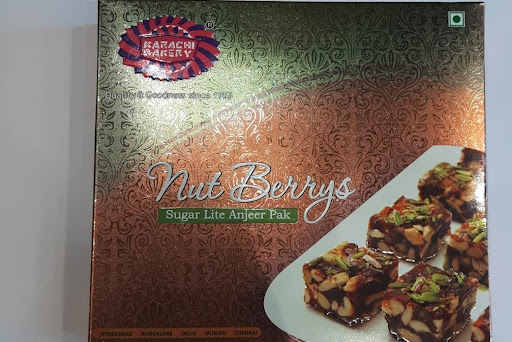 KARACHI
BAKERY
®
Quality & Goodness since 1953
Nut Berrys
Sugar Lite Anjeer Pak
HYDERABAD BANGALORE DELHI MUMBAI CHENNAI